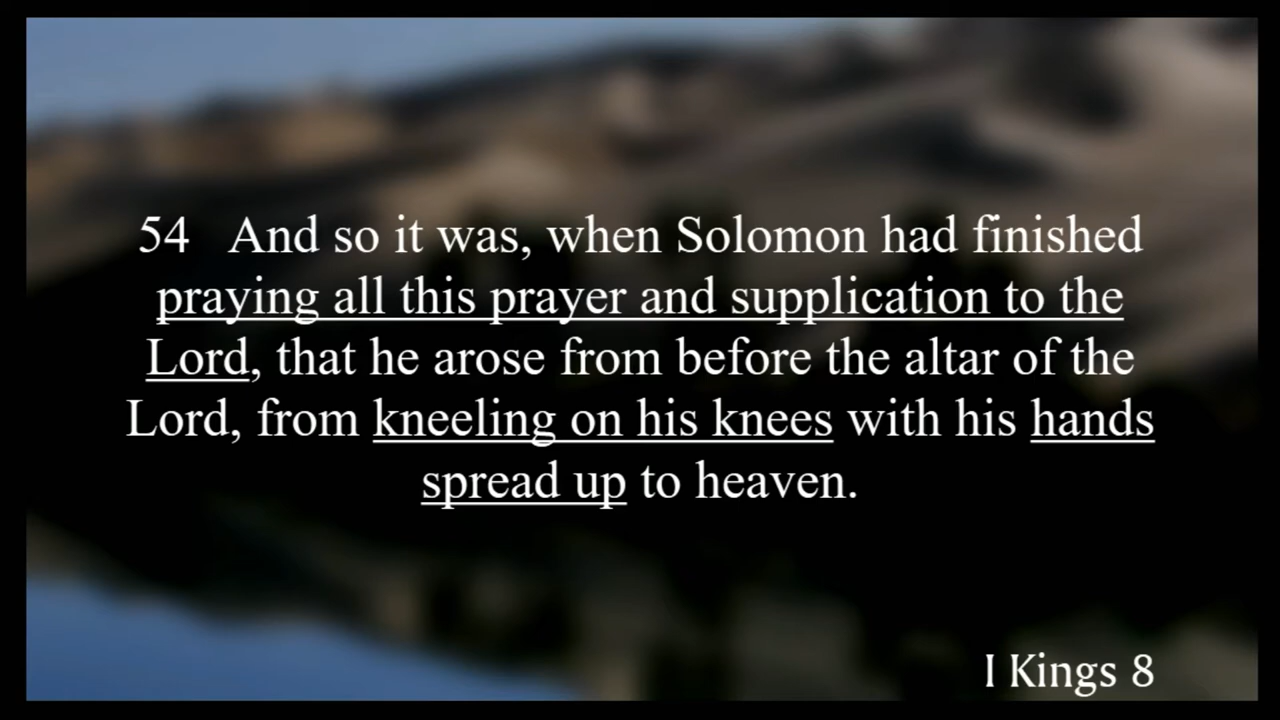 54 And so it was, when Solomon had finished
praying all this prayer and supplication to the
Lord, that he arose from before the altar of the
Lord, from kneeling on his knees with his hands
spread up to heaven.
I Kings 8